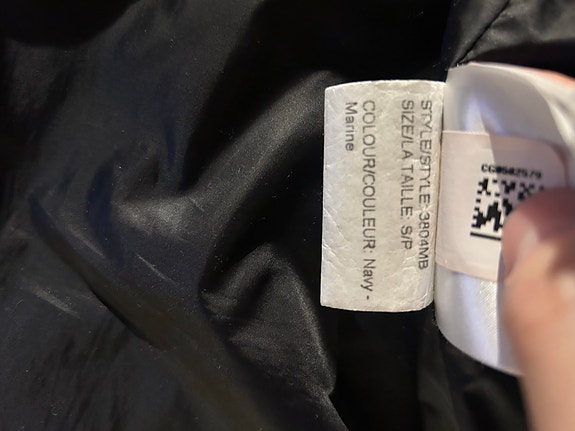 STYLE/STYLE: 3804MB
SIZE/LA TAILLE: S/P
COLOUR/COULEUR: Navy -
Marine